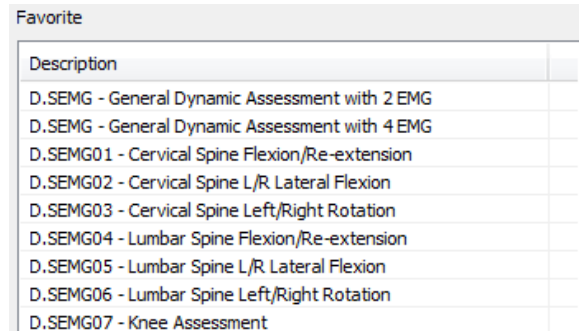 Favorite
Description
D.SEMG - General Dynamic Assessment with 2 EMG
D.SEMG - General Dynamic Assessment with 4 EMG
D.SEMG01 - Cervical Spine Flexion/Re-extension
D.SEMG02 - Cervical Spine L/R Lateral Flexion
D.SEMG03 - Cervical Spine Left/Right Rotation
D.SEMG04 - Lumbar Spine Flexion/Re-extension
D.SEMG05 - Lumbar Spine L/R Lateral Flexion
D.SEMG06 - Lumbar Spine Left/Right Rotation
D.SEMG07 - Knee Assessment